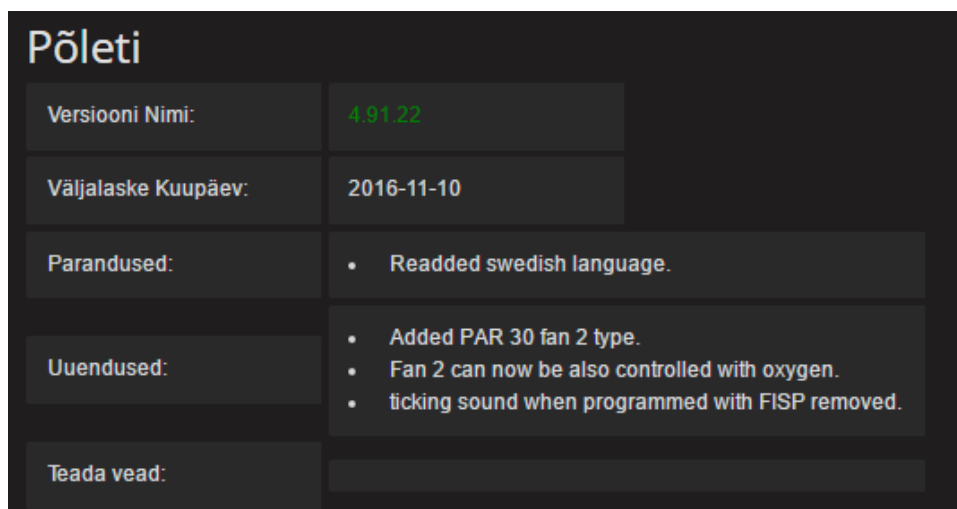 Põleti
Versiooni Nimi: 4.91.22
Väljalaske Kuupäev: 2016-11-10
Parandused: • Readded swedish language.
Uuendused: • Added PAR 30 fan 2 type.
• Fan 2 can now be also controlled with oxygen.
• ticking sound when programmed with FISP removed.
Teada vead: